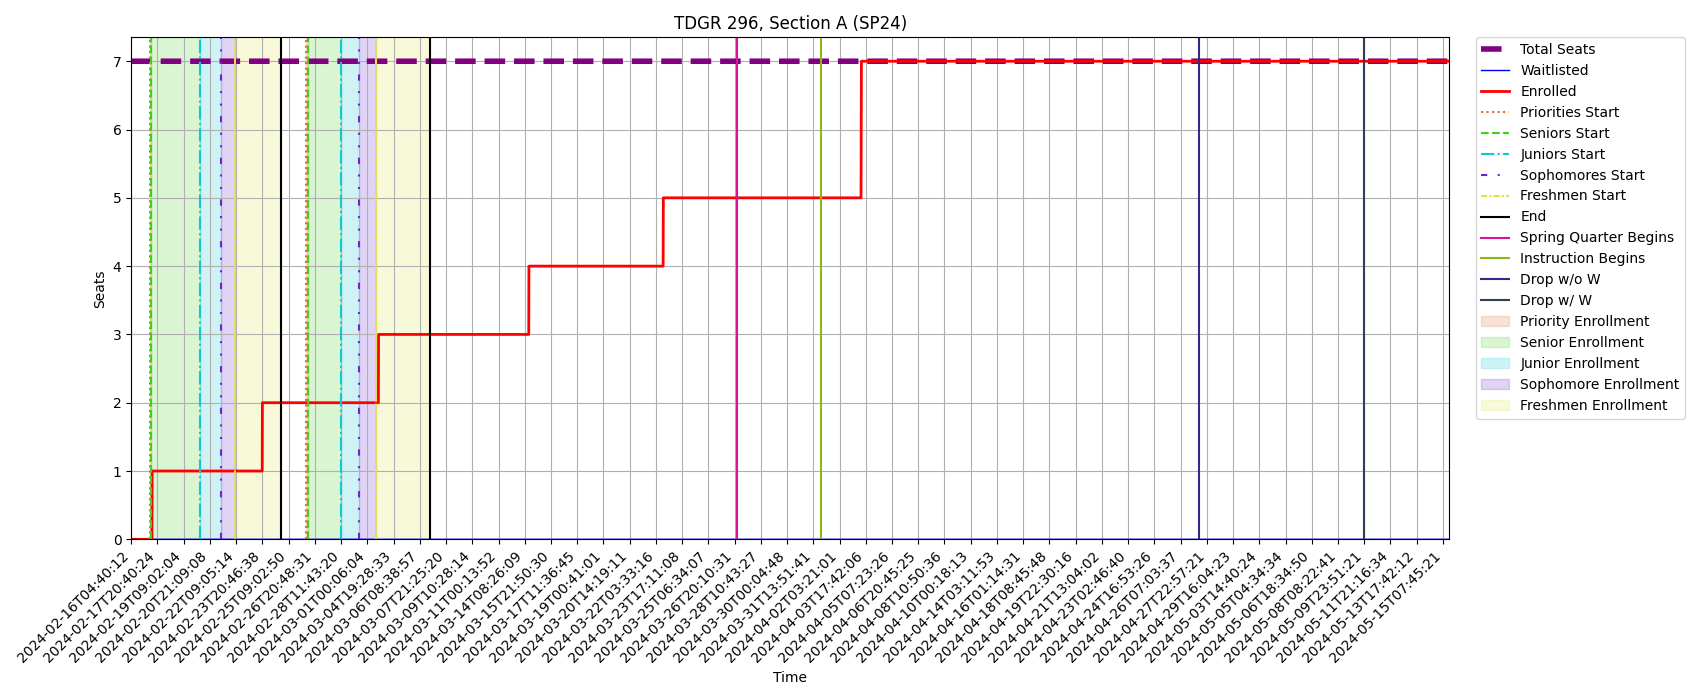 TDGR 296, Section A (SP24)
Seats
7
6
5
4
3
2
1
0
2024-02-16T04:40:12
2024-02-17T20:40:24
2024-02-19T09:02:04
2024-02-20T21:09:08
2024-02-22T09:05:14
2024-02-23T20:46:38
2024-02-25T09:02:50
2024-02-26T20:48:31
2024-02-28T11:43:20
2024-03-01T00:06:04
2024-03-04T19:28:33
2024-03-06T08:38:57
2024-03-07T21:25:20
2024-03-09T10:28:14
2024-03-11T00:13:52
2024-03-14T08:26:09
2024-03-15T21:50:30
2024-03-17T11:36:45
2024-03-19T00:41:01
2024-03-20T14:19:11
2024-03-22T03:33:16
2024-03-23T17:11:08
2024-03-25T06:34:07
2024-03-26T20:10:31
2024-03-28T10:43:27
2024-03-30T00:04:48
2024-03-31T13:51:41
2024-04-02T03:21:01
2024-04-03T17:42:06
2024-04-05T07:23:26
2024-04-06T20:45:25
2024-04-08T10:50:36
2024-04-10T00:18:13
2024-04-14T03:11:53
2024-04-16T01:14:31
2024-04-18T08:45:48
2024-04-19T22:30:16
2024-04-21T13:04:02
2024-04-23T02:46:40
2024-04-24T16:53:26
2024-04-26T07:03:37
2024-04-27T22:57:21
2024-04-29T16:04:23
2024-05-03T14:40:24
2024-05-05T04:34:34
2024-05-06T18:34:50
2024-05-08T08:22:41
2024-05-09T23:51:21
2024-05-11T21:16:34
2024-05-13T17:42:12
2024-05-15T07:45:21
Time
Total Seats
Waitlisted
Enrolled
Priorities Start
Seniors Start
Juniors Start
Sophomores Start
Freshmen Start
End
Spring Quarter Begins
Instruction Begins
Drop w/o W
Drop w/ W
Priority Enrollment
Senior Enrollment
Junior Enrollment
Sophomore Enrollment
Freshmen Enrollment